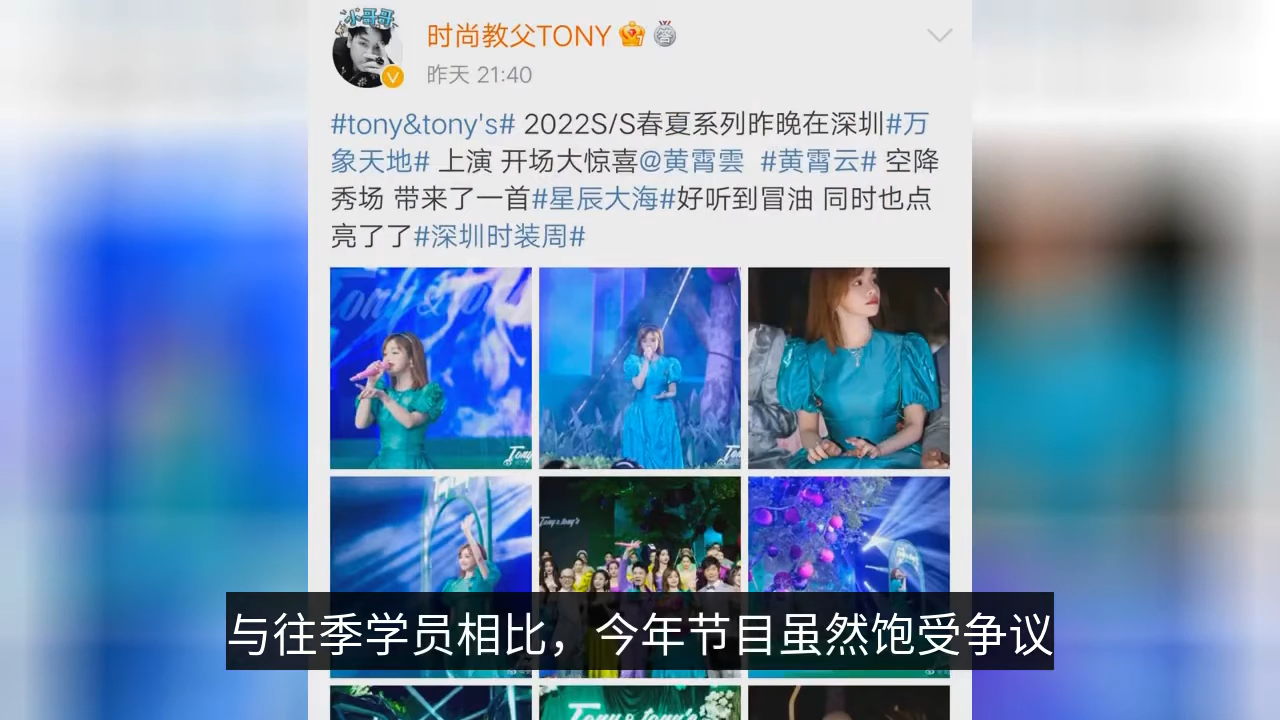 小哥哥
时尚教父TONY
昨天 21:40
#tony&tony's# 2022S/S春夏系列昨晚在深圳#万
象天地# 上演 开场大惊喜@黄霄雲 #黄霄云# 空降
秀场 带来了一首#星辰大海#好听到冒油 同时也点
亮了了#深圳时装周#
Tony & tony's
与往季学员相比，今年节目虽然饱受争议
Tony & tony's